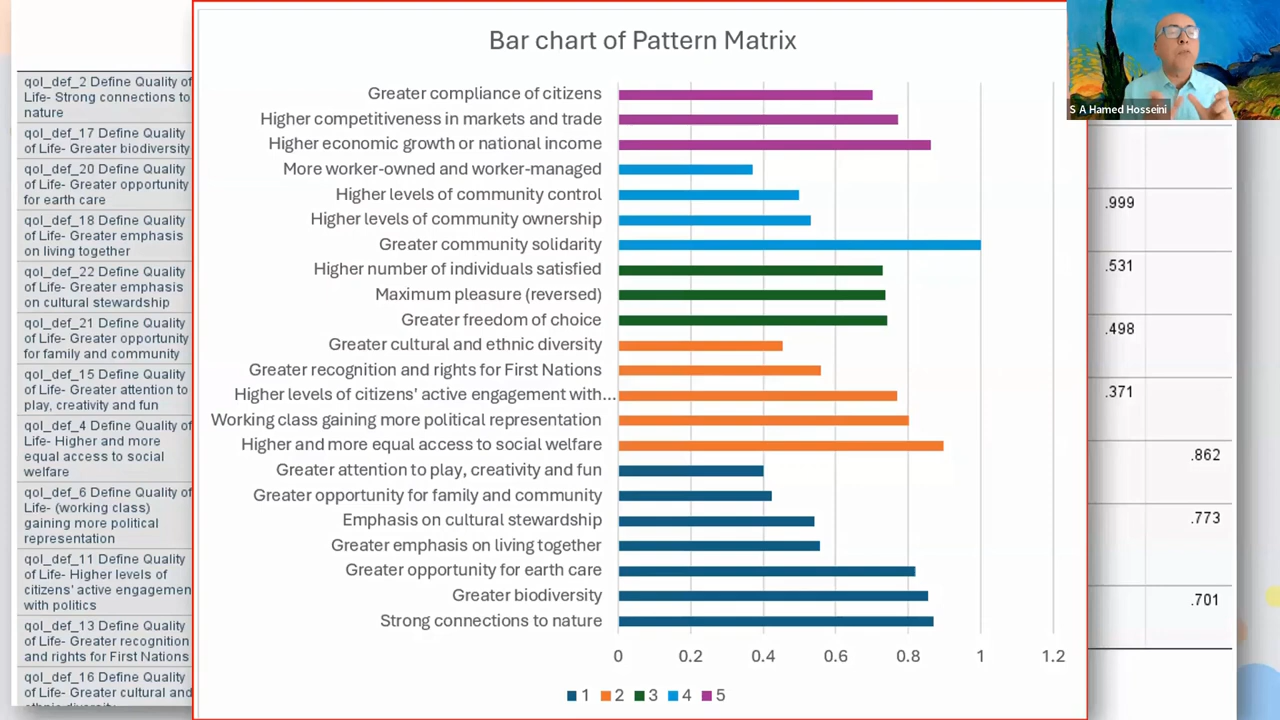 Bar chart of Pattern Matrix
Greater compliance of citizens
Higher competitiveness in markets and trade
Higher economic growth or national income
More worker-owned and worker-managed
Higher levels of community control
Higher levels of community ownership
Greater community solidarity
Higher number of individuals satisfied
Maximum pleasure (reversed)
Greater freedom of choice
Greater cultural and ethnic diversity
Greater recognition and rights for First Nations
Higher levels of citizens' active engagement with...
Working class gaining more political representation
Higher and more equal access to social welfare
Greater attention to play, creativity and fun
Greater opportunity for family and community
Emphasis on cultural stewardship
Greater emphasis on living together
Greater opportunity for earth care
Greater biodiversity
Strong connections to nature
0 0.2 0.4 0.6 0.8 1 1.2
1 2 3 4 5
qol_def_2 Define Quality of
Life- Strong connections to
nature
qol_def_17 Define Quality
of Life- Greater biodiversity
qol_def_20 Define Quality
of Life- Greater opportunity
for earth care
qol_def_18 Define Quality
of Life- Greater emphasis
on living together
qol_def_22 Define Quality
of Life- Greater emphasis
on cultural stewardship
qol_def_21 Define Quality
of Life- Greater opportunity
for family and community
qol_def_15 Define Quality
of Life- Greater attention to
play, creativity and fun
qol_def_4 Define Quality of
Life- Higher and more
equal access to social
welfare
qol_def_6 Define Quality of
Life- (working class)
gaining more political
representation
qol_def_11 Define Quality
of Life- Higher levels of
citizens' active engagemen
with politics
qol_def_13 Define Quality
of Life- Greater recognition
and rights for First Nations
qol_def_16 Define Quality
of Life- Greater cultural and
S A Hamed Hosseini
.999
.531
.498
.371
.862
.773
.701